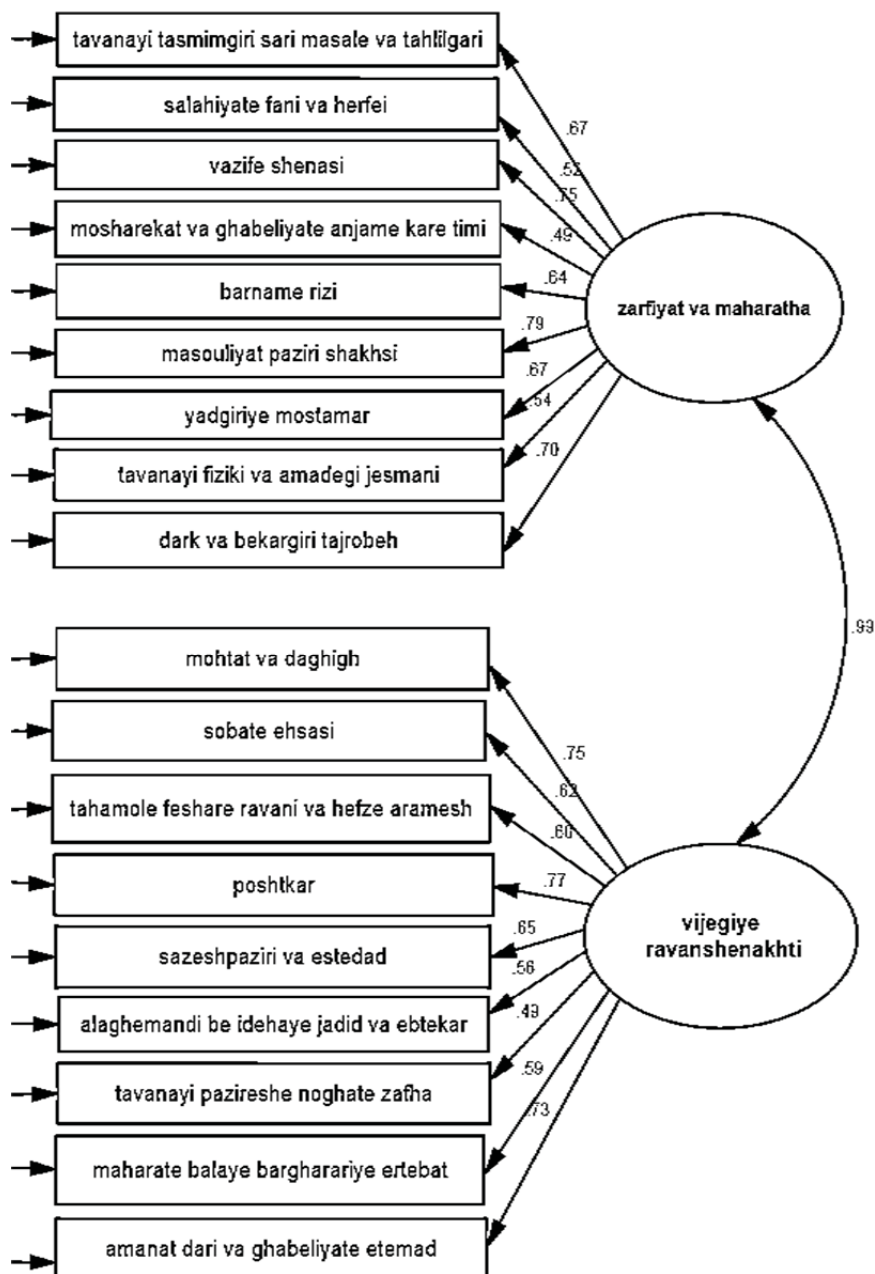 tavanayi tasmimgiri sari masale va tahlilgari
.67
salahiyate fani va herfei
.52
vazife shenasi
.75
mosharekat va ghabeliyate anjame kare timi
.49
barname rizi
.64
zarfiyat va maharatha
masouliyat paziri shakhsi
.79
yadgiriye mostamar
.67
tavanayi fiziki va amadegi jesmani
.54
dark va bekargiri tajrobeh
.70
.99
mohtat va daghigh
.75
sobate ehsasi
.62
tahamole feshare ravani va hefze aramesh
.60
poshtkar
.77
vijegiye
ravanshenakhti
sazeshpaziri va estedad
.65
alaghemandi be idehaye jadid va ebtekar
.56
tavanayi pazireshe noghate zafha
.49
maharate balaye bargharariye ertebat
.59
amanat dari va ghabeliyate etemad
.73